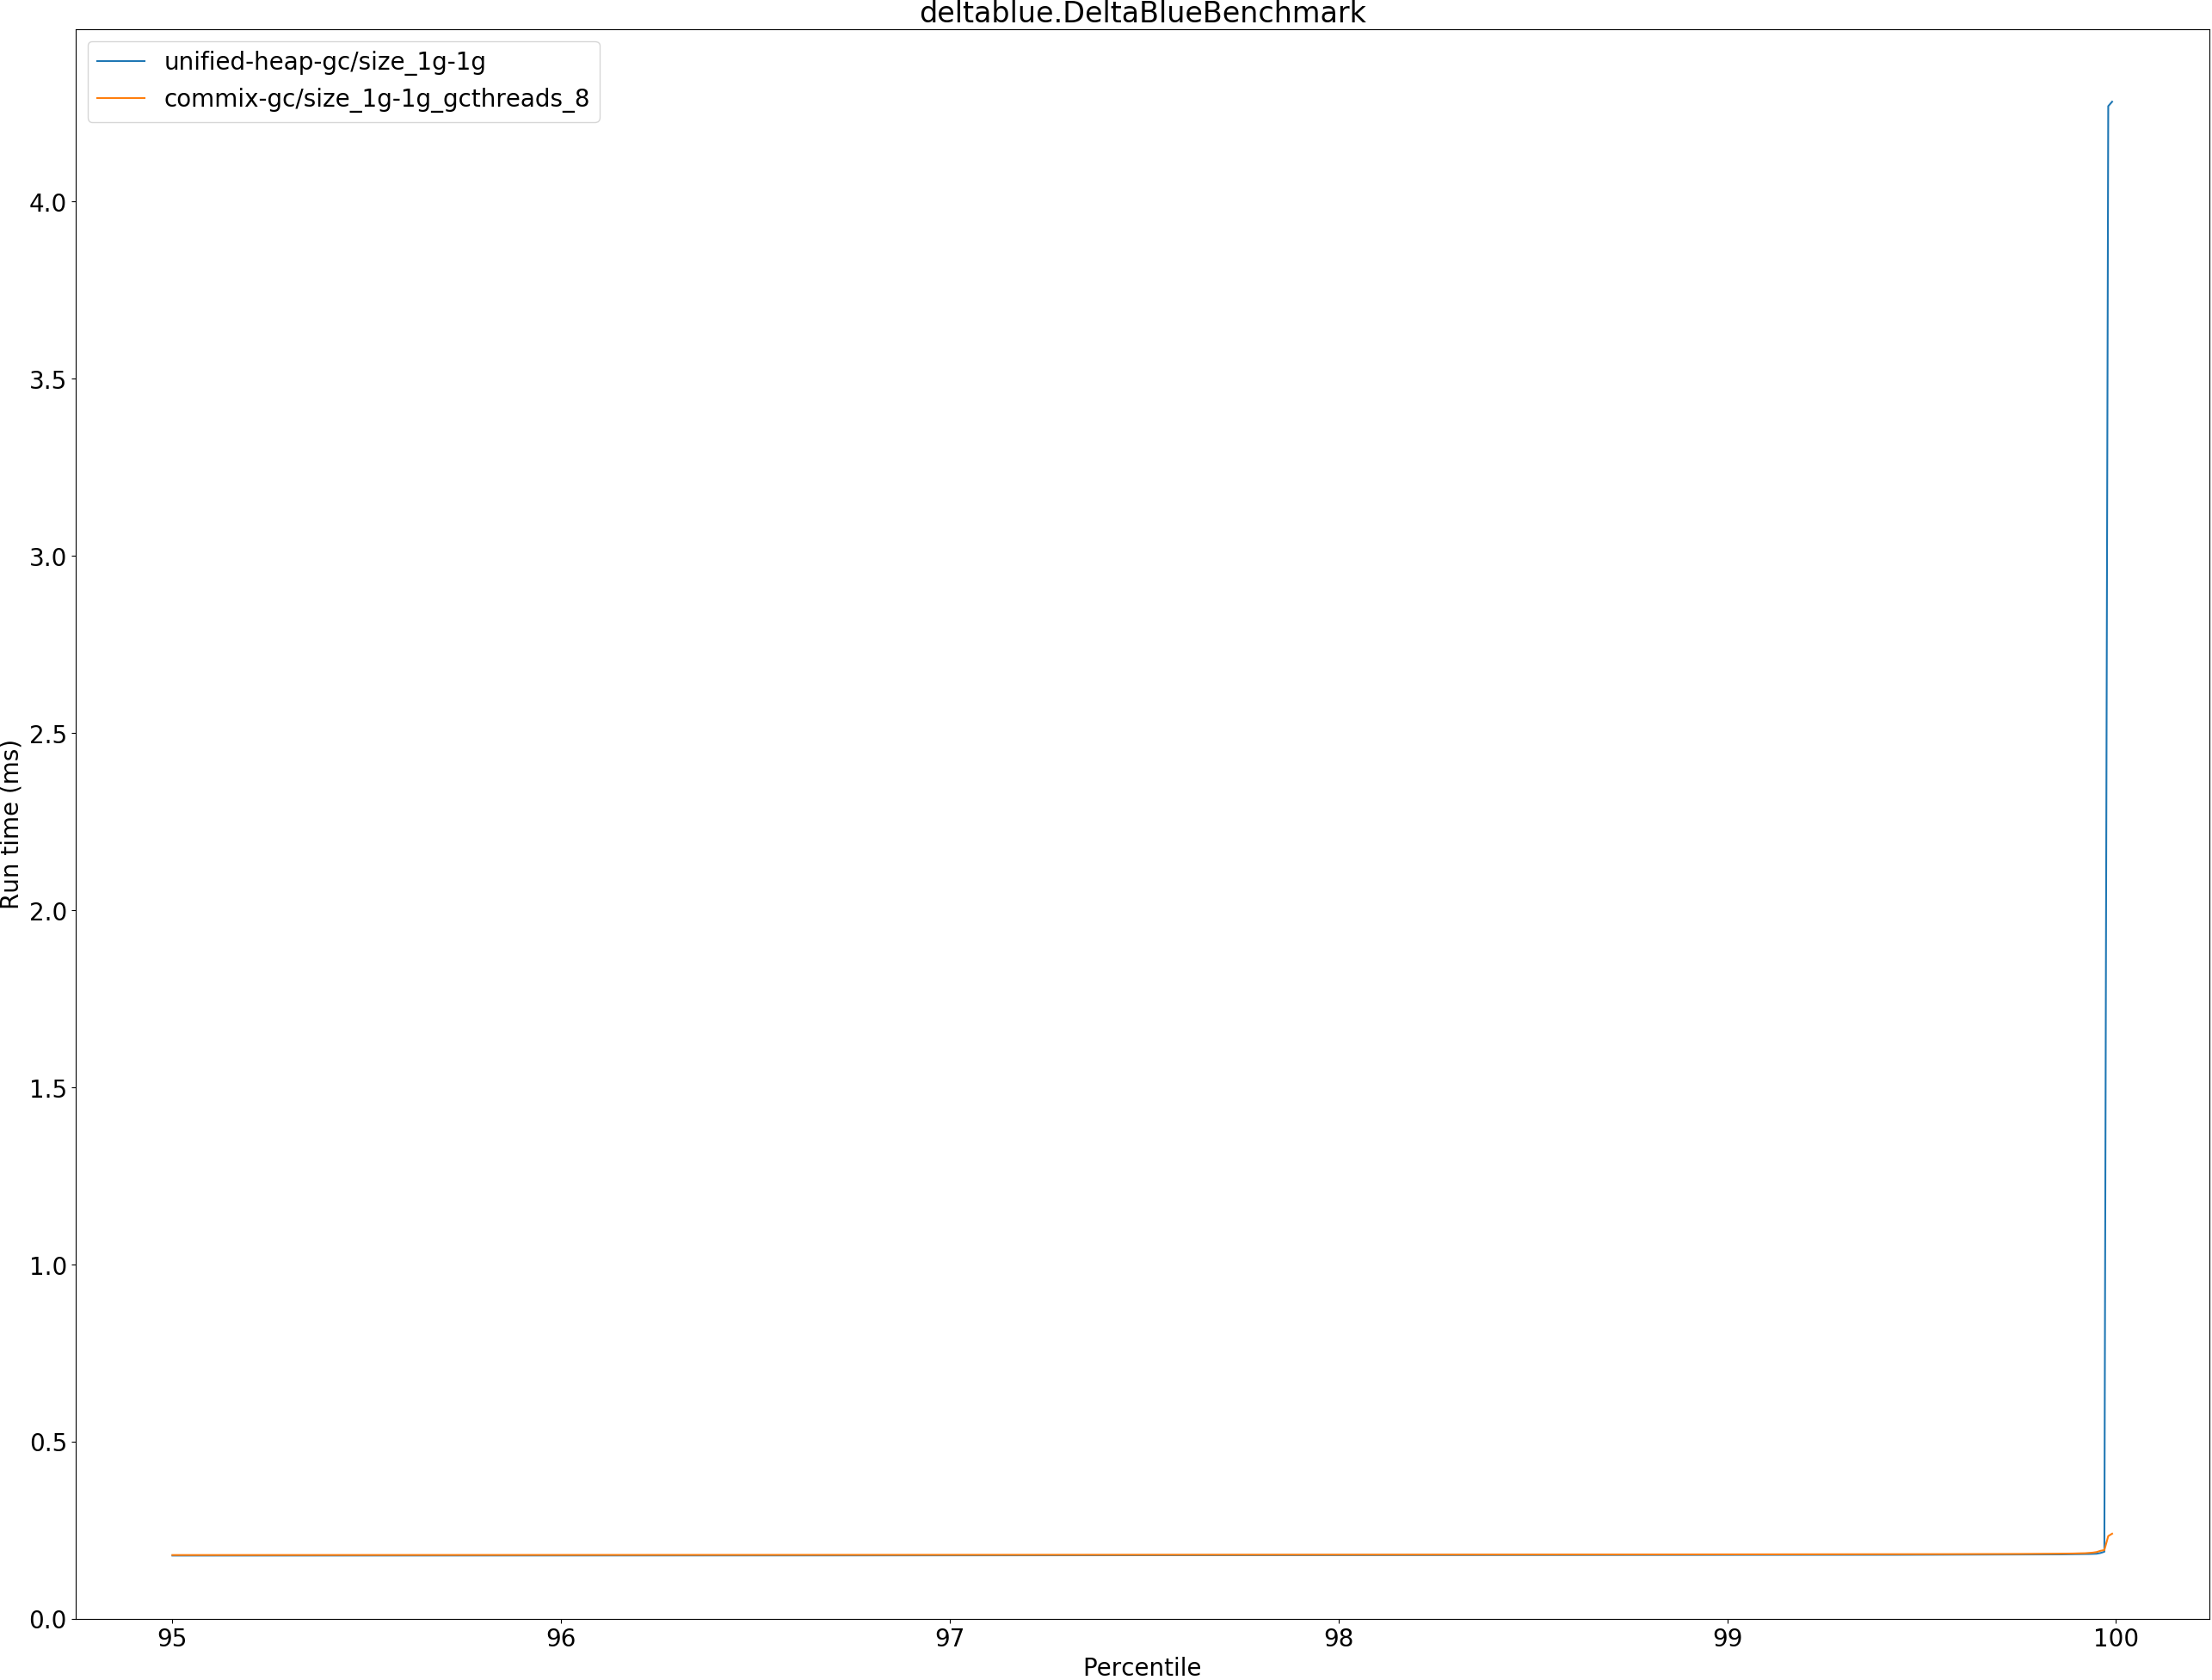 deltablue.DeltaBlueBenchmark
unified-heap-gc/size_1g-1g
commix-gc/size_1g-1g_gcthreads_8
4.0
3.5
3.0
2.5
2.0
1.5
1.0
0.5
0.0
Run time (ms)
95 96 97 98 99 100
Percentile